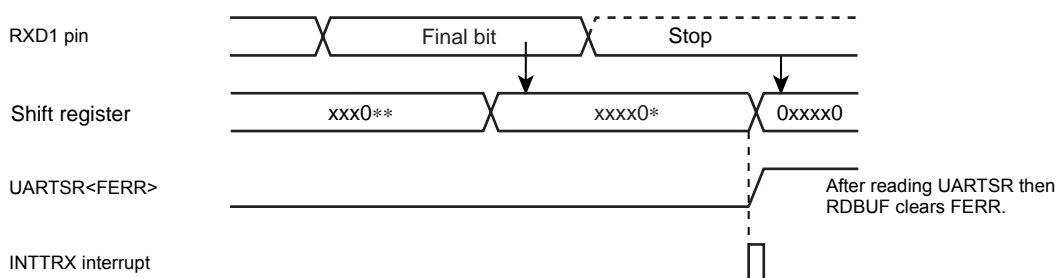 RXD1 pin
Final bit
Stop
Shift register
xxx0**
xxxx0*
0xxxx0
UARTSR<FERR>
After reading UARTSR then
RDBUF clears FERR.
INTTRX interrupt